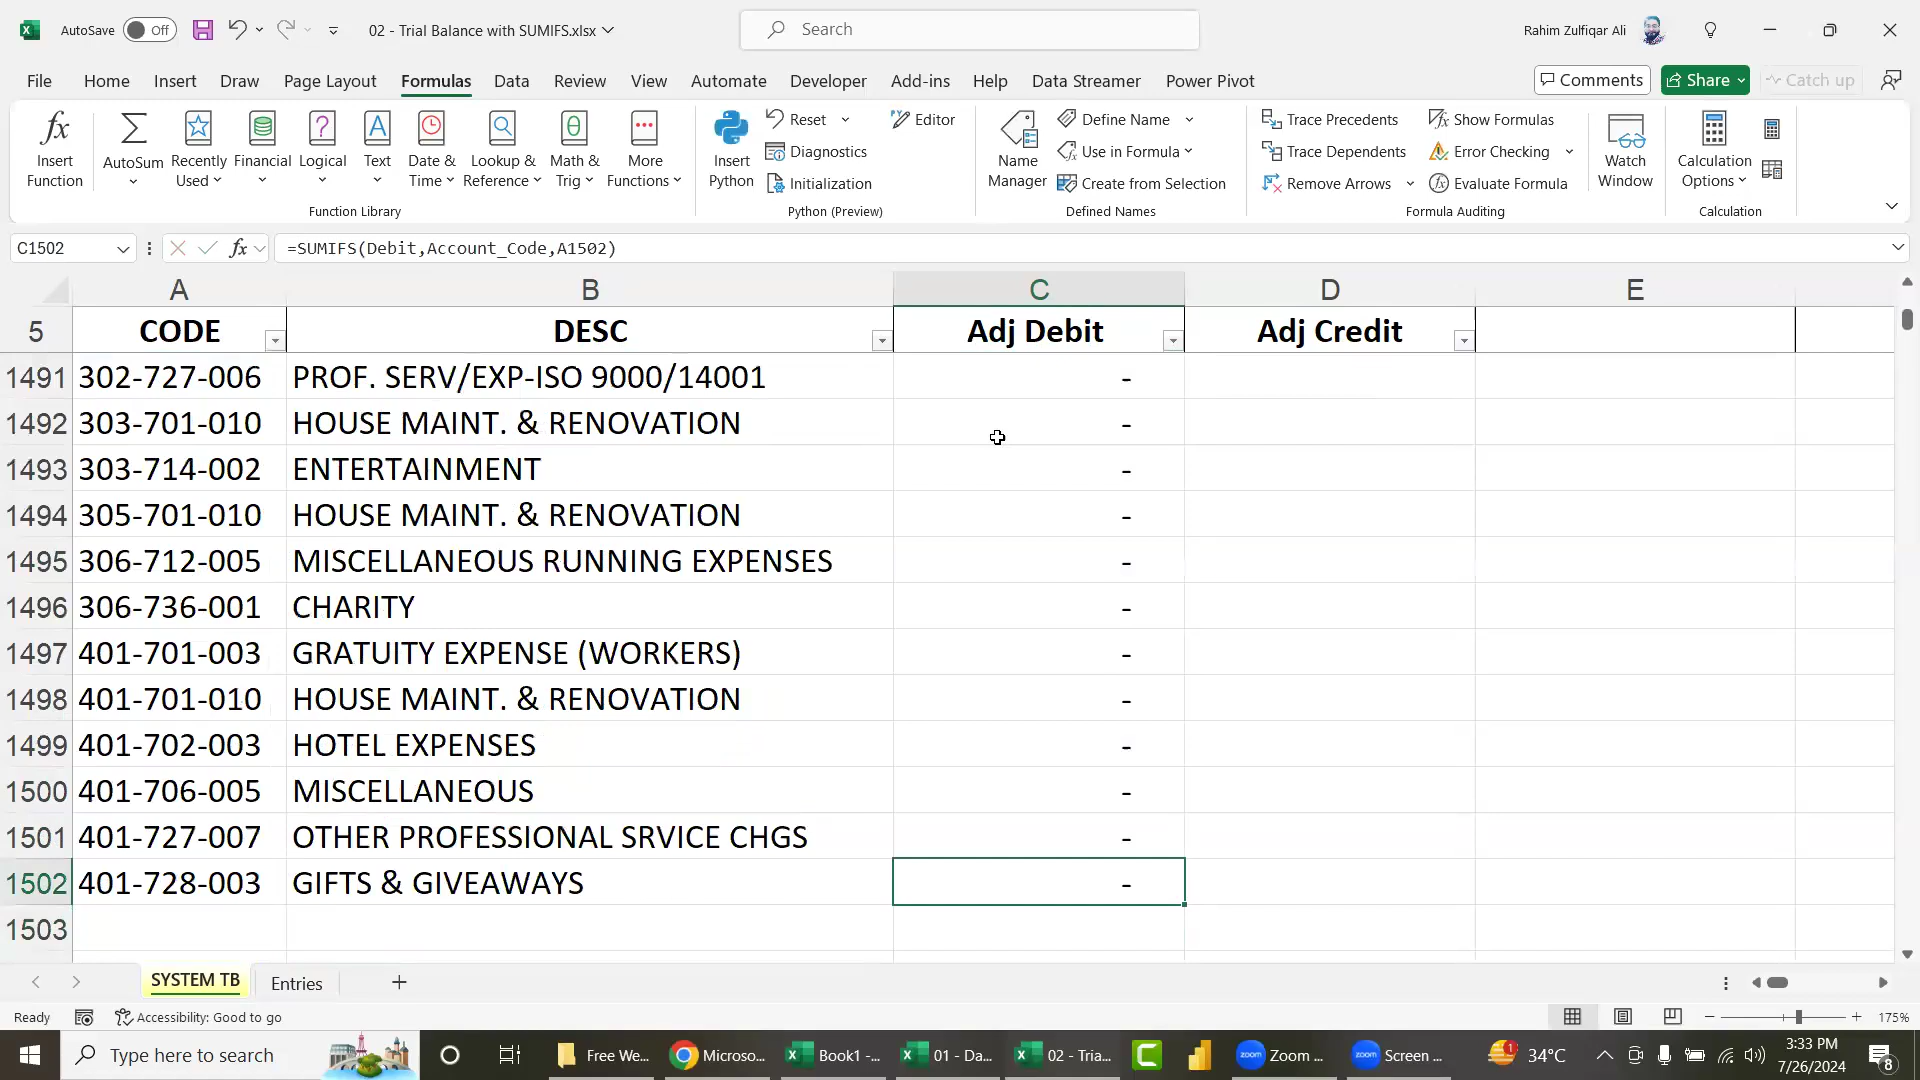 AutoSave Off 02 - Trial Balance with SUMIFS.xlsx Search Rahim Zulfiqar Ali
File Home Insert Draw Page Layout Formulas Data Review View Automate Developer Add-ins Help Data Streamer Power Pivot Comments Share Catch up
Insert Function AutoSum Recently Used Financial Logical Text Date & Time Lookup & Reference Math & Trig More Functions
Function Library
Insert Python Reset Diagnostics Initialization Editor
Python (Preview)
Name Manager Define Name Use in Formula Create from Selection
Defined Names
Trace Precedents Trace Dependents Remove Arrows Show Formulas Error Checking Evaluate Formula
Formula Auditing
Watch Window
Calculation Options
Calculation
C1502 fx =SUMIFS(Debit,Account_Code,A1502)
A B C D E
5 CODE DESC Adj Debit Adj Credit
1491 302-727-006 PROF. SERV/EXP-ISO 9000/14001 -
1492 303-701-010 HOUSE MAINT. & RENOVATION -
1493 303-714-002 ENTERTAINMENT -
1494 305-701-010 HOUSE MAINT. & RENOVATION -
1495 306-712-005 MISCELLANEOUS RUNNING EXPENSES -
1496 306-736-001 CHARITY -
1497 401-701-003 GRATUITY EXPENSE (WORKERS) -
1498 401-701-010 HOUSE MAINT. & RENOVATION -
1499 401-702-003 HOTEL EXPENSES -
1500 401-706-005 MISCELLANEOUS -
1501 401-727-007 OTHER PROFESSIONAL SRVICE CHGS -
1502 401-728-003 GIFTS & GIVEAWAYS -
1503
SYSTEM TB Entries
Ready Accessibility: Good to go 175%
Type here to search Free We... Microso... Book1 -... 01 - Da... 02 - Tria... zoom Zoom ... zoom Screen ... 1 34°C 3:33 PM
7/26/2024 8